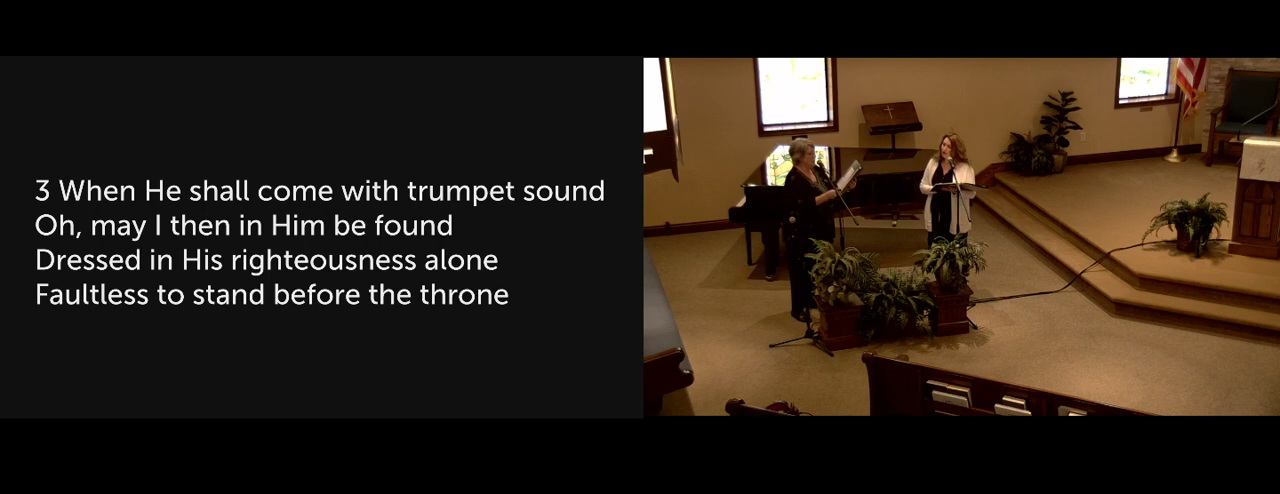 3 When He shall come with trumpet sound
Oh, may I then in Him be found
Dressed in His righteousness alone
Faultless to stand before the throne